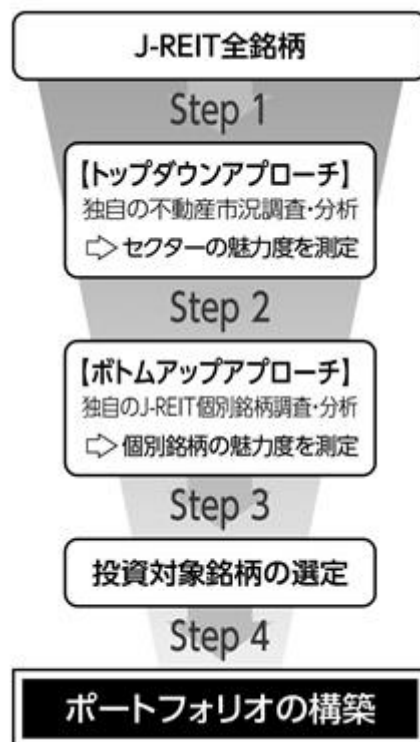 J-REIT全銘柄
Step 1
【トップダウンアプローチ】
独自の不動産市況調査・分析
⇨セクターの魅力度を測定
Step 2
【ボトムアップアプローチ】
独自のJ-REIT個別銘柄調査・分析
⇨個別銘柄の魅力度を測定
Step 3
投資対象銘柄の選定
Step 4
ポートフォリオの構築